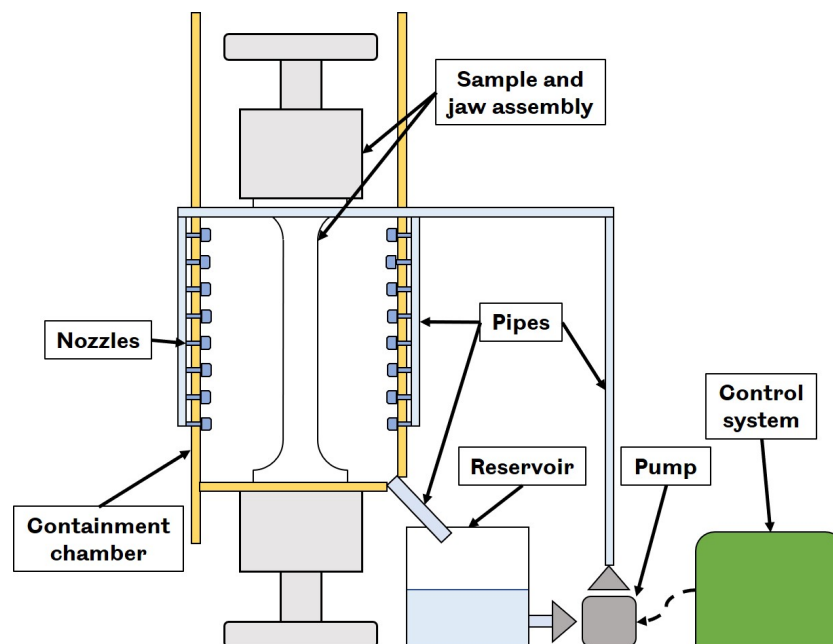 Sample and
jaw assembly
Nozzles
Pipes
Control
system
Reservoir
Pump
Containment
chamber